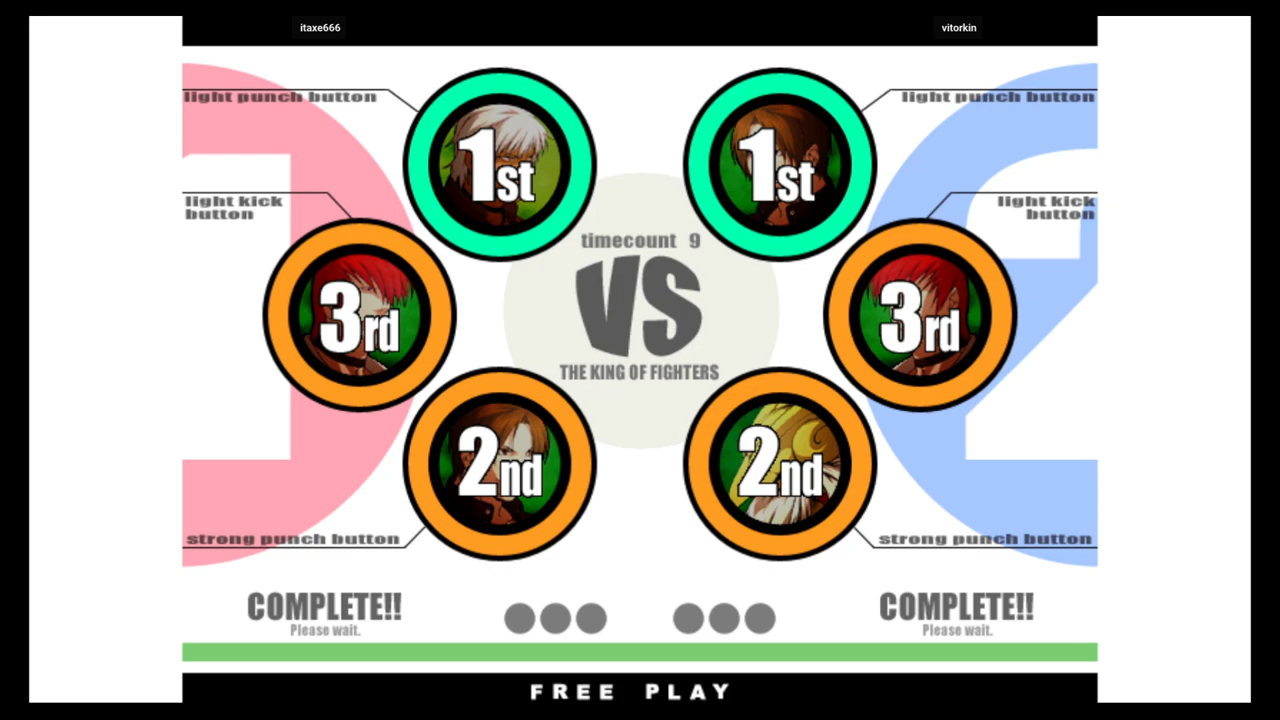 itaxe666
vitorkin
light punch button
light punch button
1st
1st
light kick
button
light kick
button
timecount 9
VS
THE KING OF FIGHTERS
3rd
3rd
2nd
2nd
strong punch button
strong punch button
COMPLETE!!
Please wait.
COMPLETE!!
Please wait.
FREE PLAY